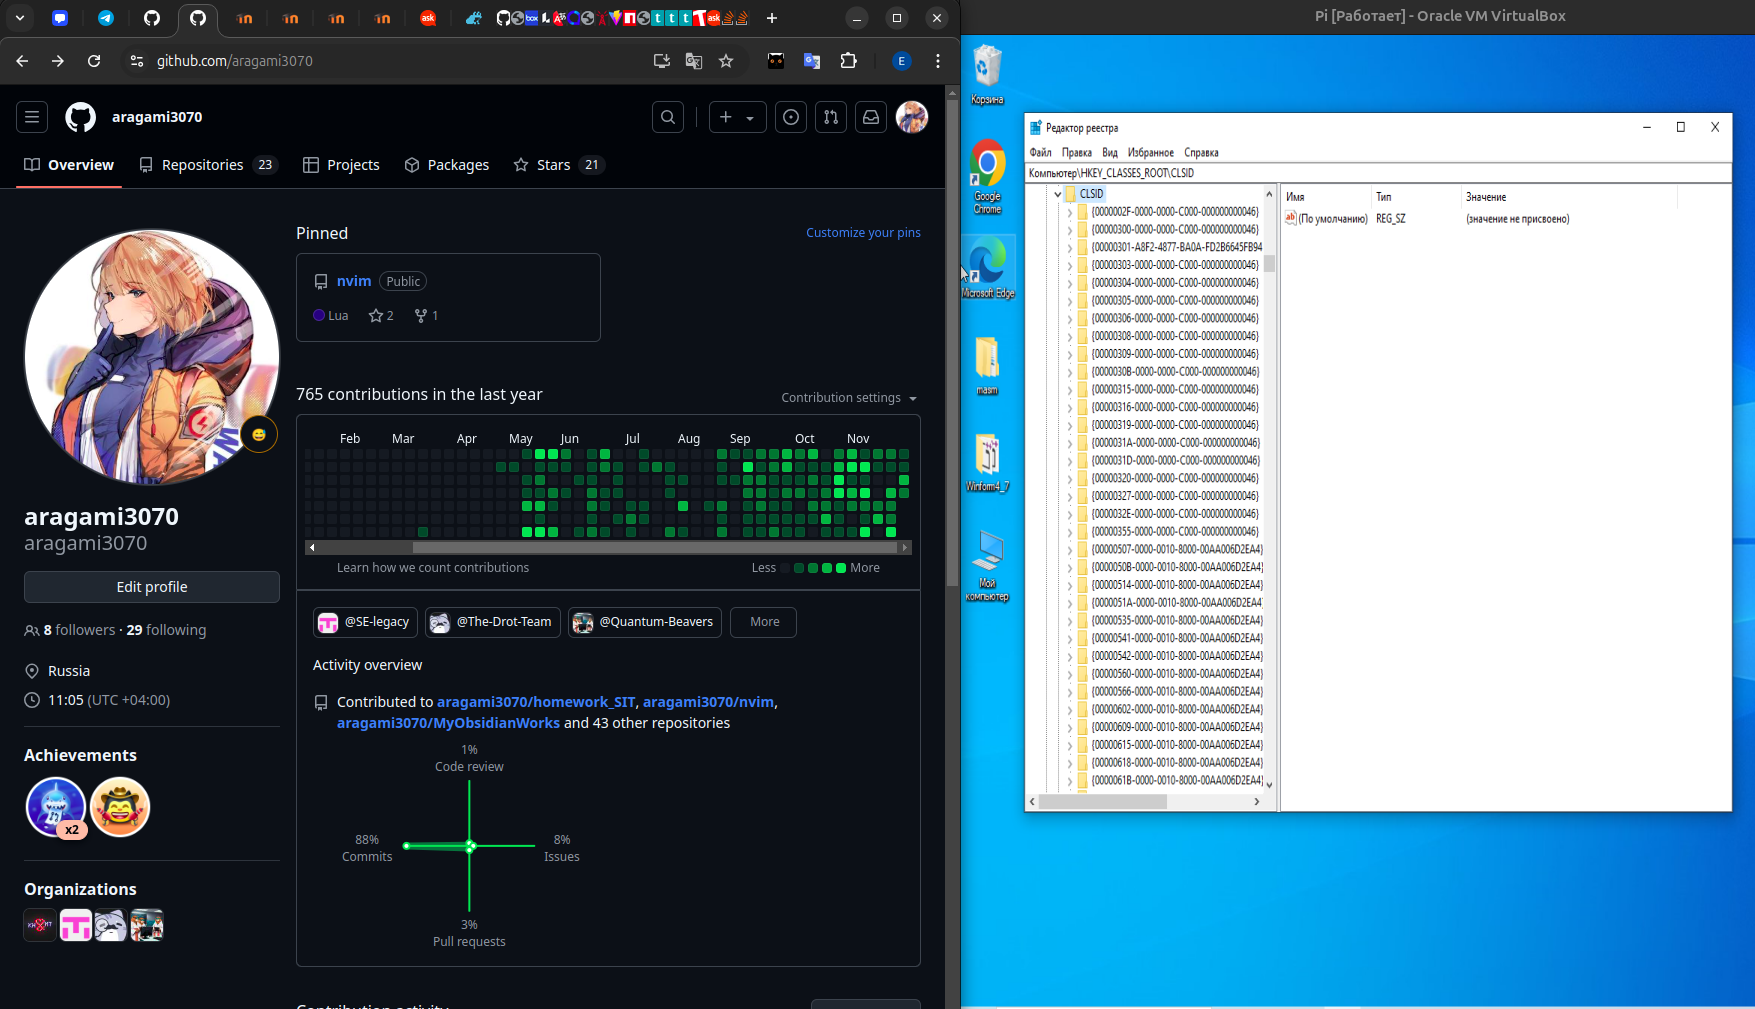 Pi [Работает] - Oracle VM VirtualBox
github.com/aragami3070
E
aragami3070
Overview
Repositories 23
Projects
Packages
Stars 21
Pinned
Customize your pins
nvim Public
Lua 2 1
765 contributions in the last year
Contribution settings
Feb Mar Apr May Jun Jul Aug Sep Oct Nov
Learn how we count contributions
Less More
@SE-legacy
@The-Drot-Team
@Quantum-Beavers
More
Activity overview
Contributed to aragami3070/homework_SIT, aragami3070/nvim,
aragami3070/MyObsidianWorks and 43 other repositories
1%
Code review
88%
Commits
8%
Issues
3%
Pull requests
aragami3070
aragami3070
Edit profile
8 followers · 29 following
Russia
11:05 (UTC +04:00)
Achievements
x2
Organizations
Contribution activity
Корзина
Google
Chrome
Microsoft Edge
masm
Winform4_7
Мой
компьютер
Редактор реестра
Файл Правка Вид Избранное Справка
Компьютер\HKEY_CLASSES_ROOT\CLSID
CLSID
{0000002F-0000-0000-C000-000000000046}
{00000300-0000-0000-C000-000000000046}
{00000301-A8F2-4877-BA0A-FD2B6645FB94
{00000303-0000-0000-C000-000000000046}
{00000304-0000-0000-C000-000000000046}
{00000305-0000-0000-C000-000000000046}
{00000306-0000-0000-C000-000000000046}
{00000308-0000-0000-C000-000000000046}
{00000309-0000-0000-C000-000000000046}
{0000030B-0000-0000-C000-000000000046}
{00000315-0000-0000-C000-000000000046}
{00000316-0000-0000-C000-000000000046}
{00000319-0000-0000-C000-000000000046}
{0000031A-0000-0000-C000-000000000046}
{0000031D-0000-0000-C000-000000000046}
{00000320-0000-0000-C000-000000000046}
{00000327-0000-0000-C000-000000000046}
{0000032E-0000-0000-C000-000000000046}
{00000355-0000-0000-C000-000000000046}
{00000507-0000-0010-8000-00AA006D2EA4}
{0000050B-0000-0010-8000-00AA006D2EA4}
{00000514-0000-0010-8000-00AA006D2EA4}
{0000051A-0000-0010-8000-00AA006D2EA4}
{00000535-0000-0010-8000-00AA006D2EA4}
{00000541-0000-0010-8000-00AA006D2EA4}
{00000542-0000-0010-8000-00AA006D2EA4}
{00000560-0000-0010-8000-00AA006D2EA4}
{00000566-0000-0010-8000-00AA006D2EA4}
{00000602-0000-0010-8000-00AA006D2EA4}
{00000609-0000-0010-8000-00AA006D2EA4}
{00000615-0000-0010-8000-00AA006D2EA4}
{00000618-0000-0010-8000-00AA006D2EA4}
{0000061B-0000-0010-8000-00AA006D2EA4}
Имя Тип Значение
(По умолчанию) REG_SZ (значение не присвоено)